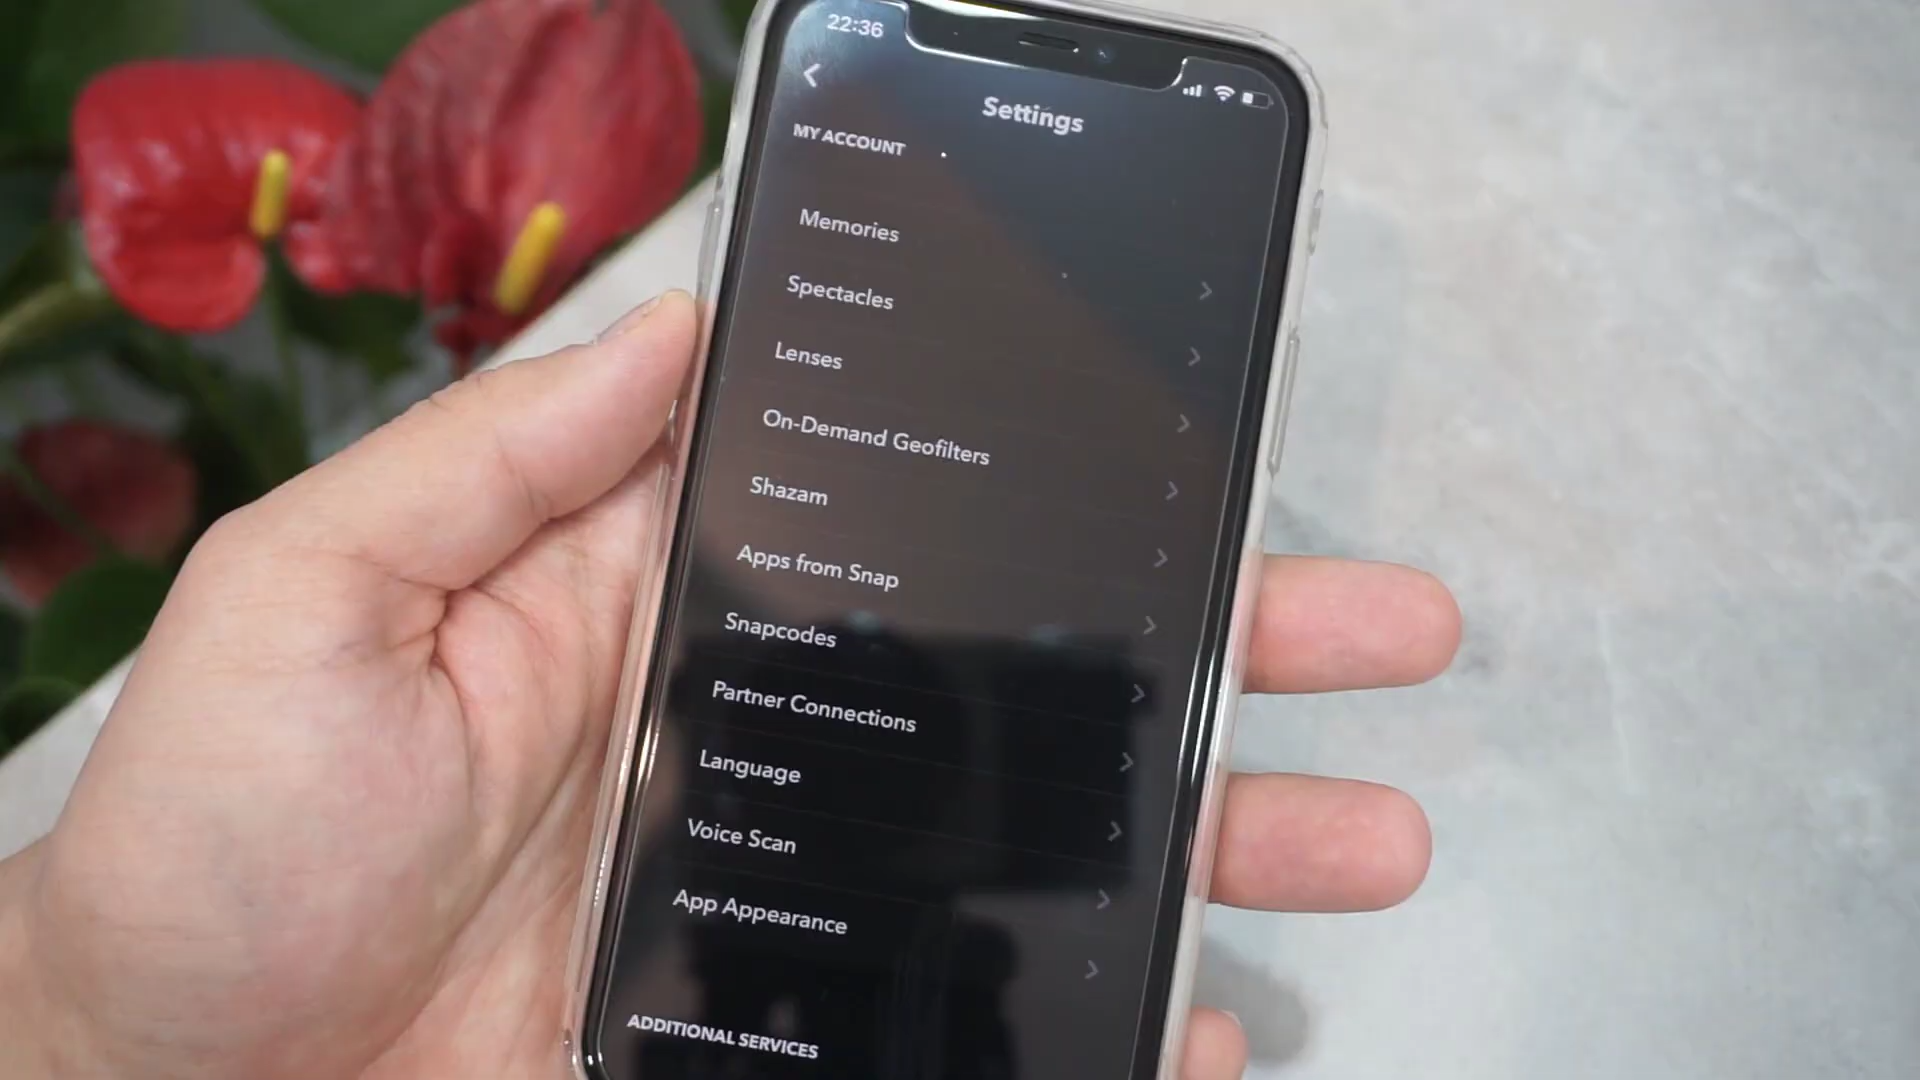 22:36
Settings
MY ACCOUNT
Memories
Spectacles
Lenses
On-Demand Geofilters
Shazam
Apps from Snap
Snapcodes
Partner Connections
Language
Voice Scan
App Appearance
ADDITIONAL SERVICES